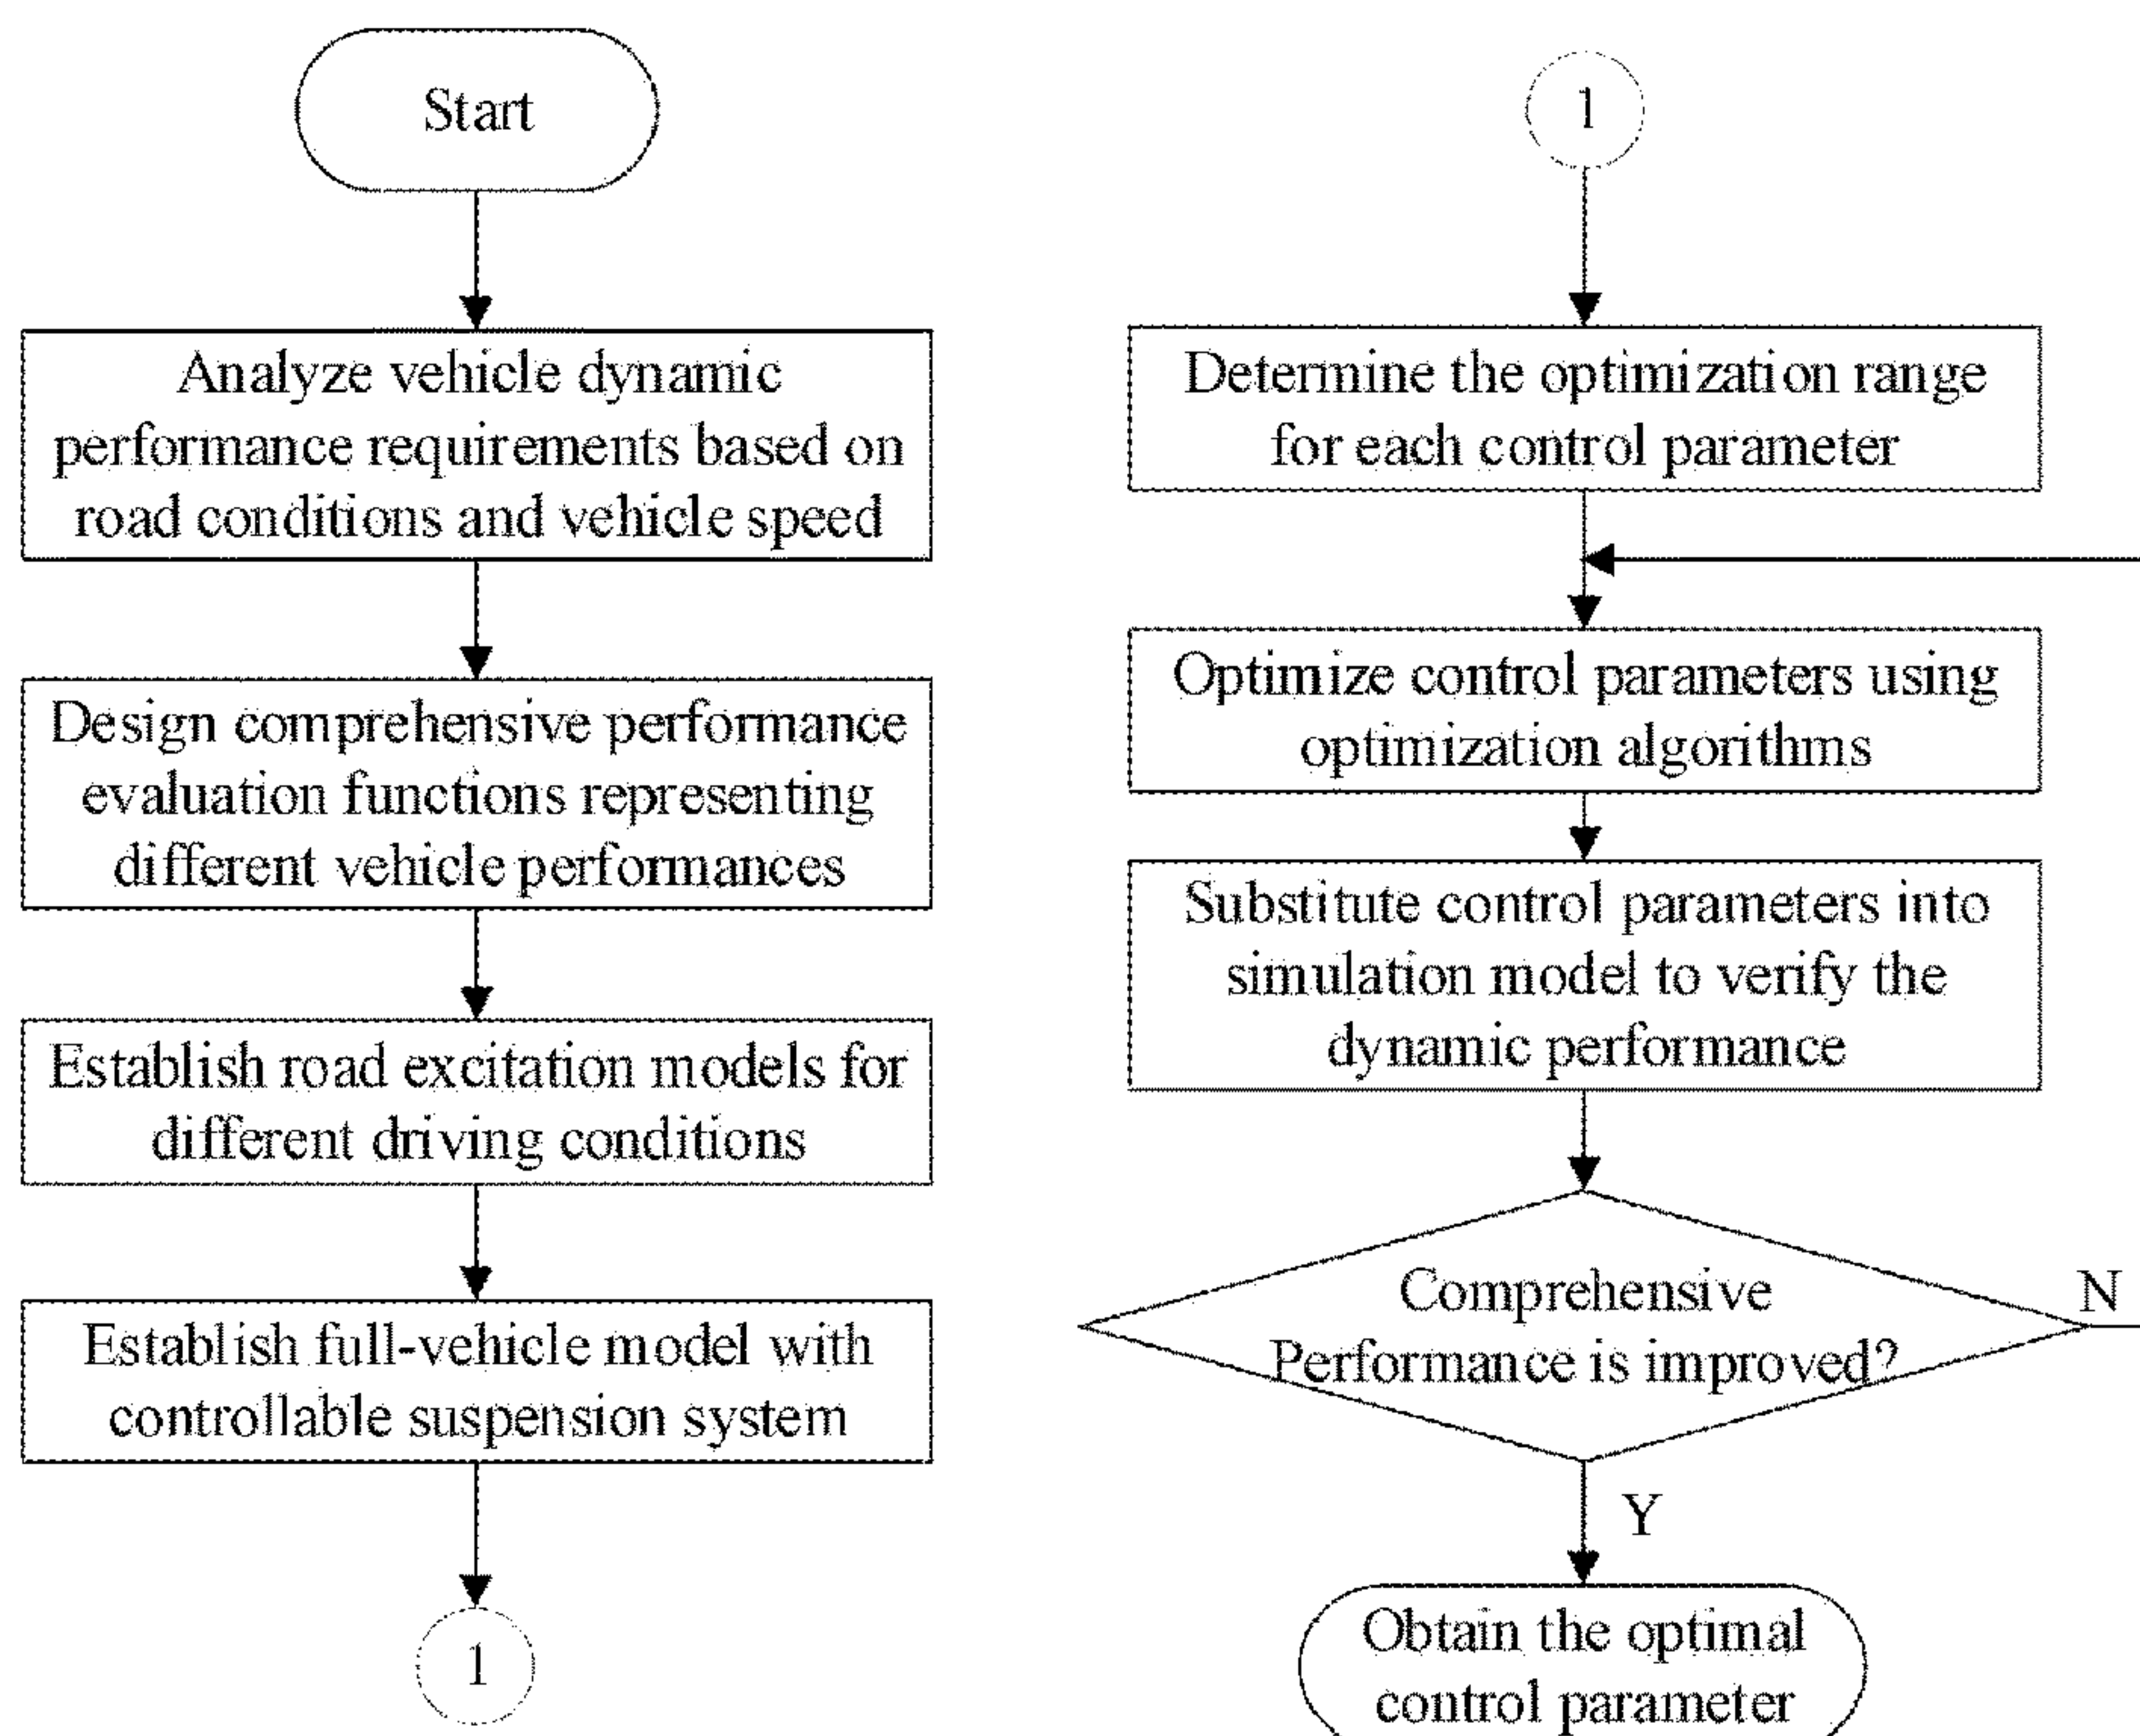 Start
Analyze vehicle dynamic
performance requirements based on
road conditions and vehicle speed
Design comprehensive performance
evaluation functions representing
different vehicle performances
Establish road excitation models for
different driving conditions
Establish full-vehicle model with
controllable suspension system
1
1
Determine the optimization range
for each control parameter
Optimize control parameters using
optimization algorithms
Substitute control parameters into
simulation model to verify the
dynamic performance
Comprehensive
Performance is improved?
N
Y
Obtain the optimal
control parameter